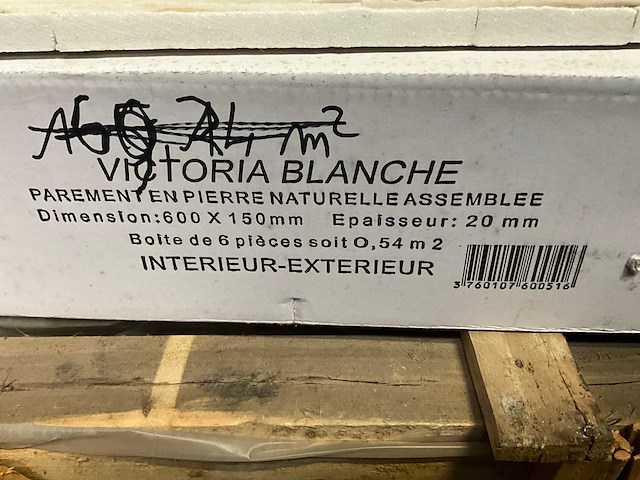 m²
VICTORIA BLANCHE
PAREMENT EN PIERRE NATURELLE ASSEMBLEE
Dimension:600 X 150mm Epaisseur: 20 mm
Boite de 6 pièces soit 0,54 m 2
INTERIEUR-EXTERIEUR
3 760107 600516